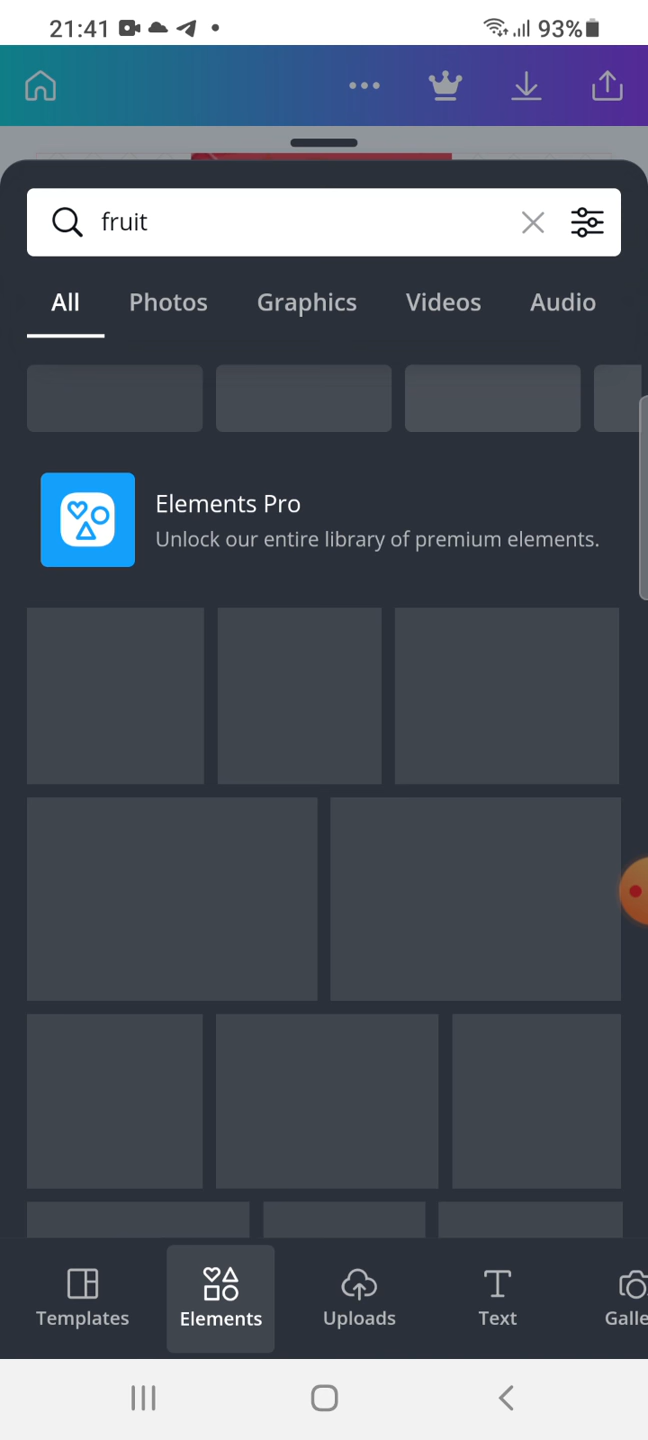 21:41
93%
fruit
All Photos Graphics Videos Audio
Elements Pro
Unlock our entire library of premium elements.
Templates Elements Uploads Text Galle